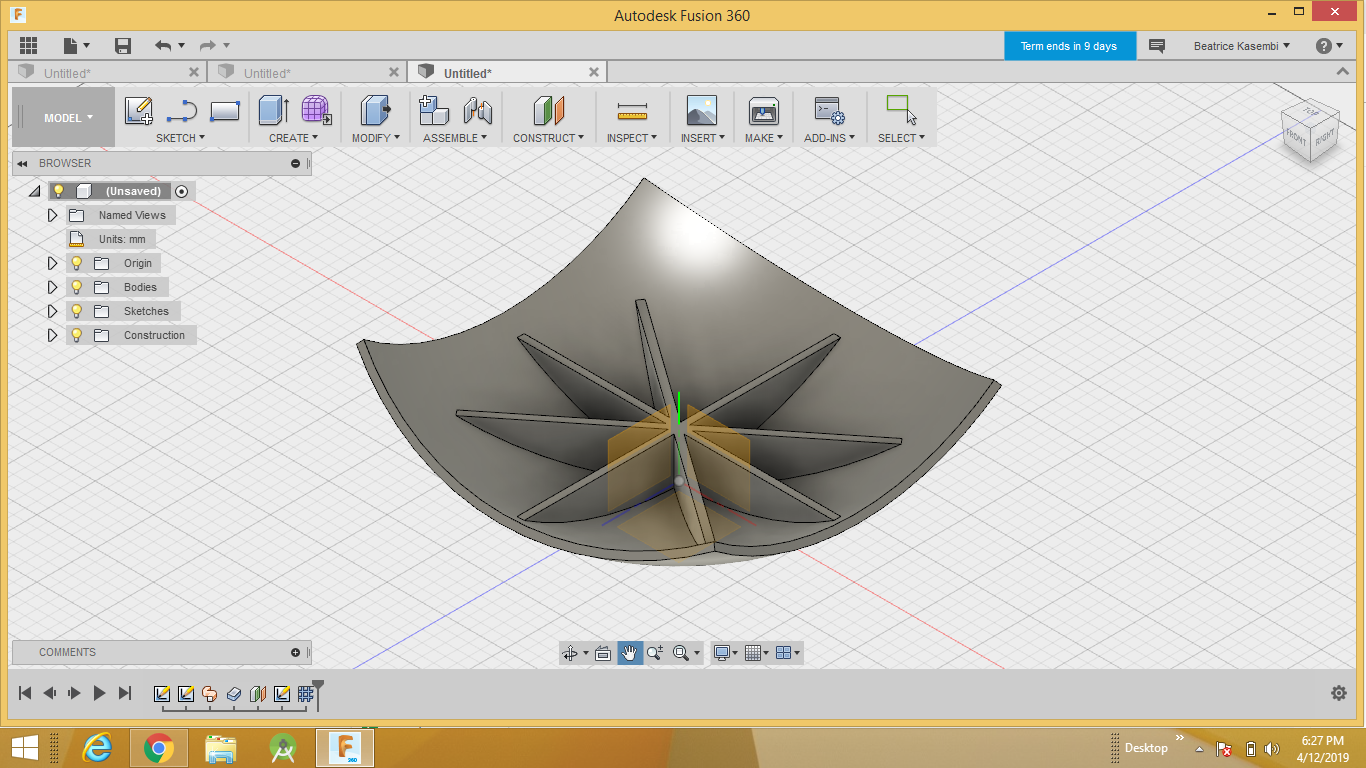 Autodesk Fusion 360
Term ends in 9 days
Beatrice Kasembi
Untitled*
Untitled*
Untitled*
MODEL
SKETCH
CREATE
MODIFY
ASSEMBLE
CONSTRUCT
INSPECT
INSERT
MAKE
ADD-INS
SELECT
TOP
FRONT
RIGHT
BROWSER
(Unsaved)
Named Views
Units: mm
Origin
Bodies
Sketches
Construction
COMMENTS
360
Desktop
6:27 PM
4/12/2019